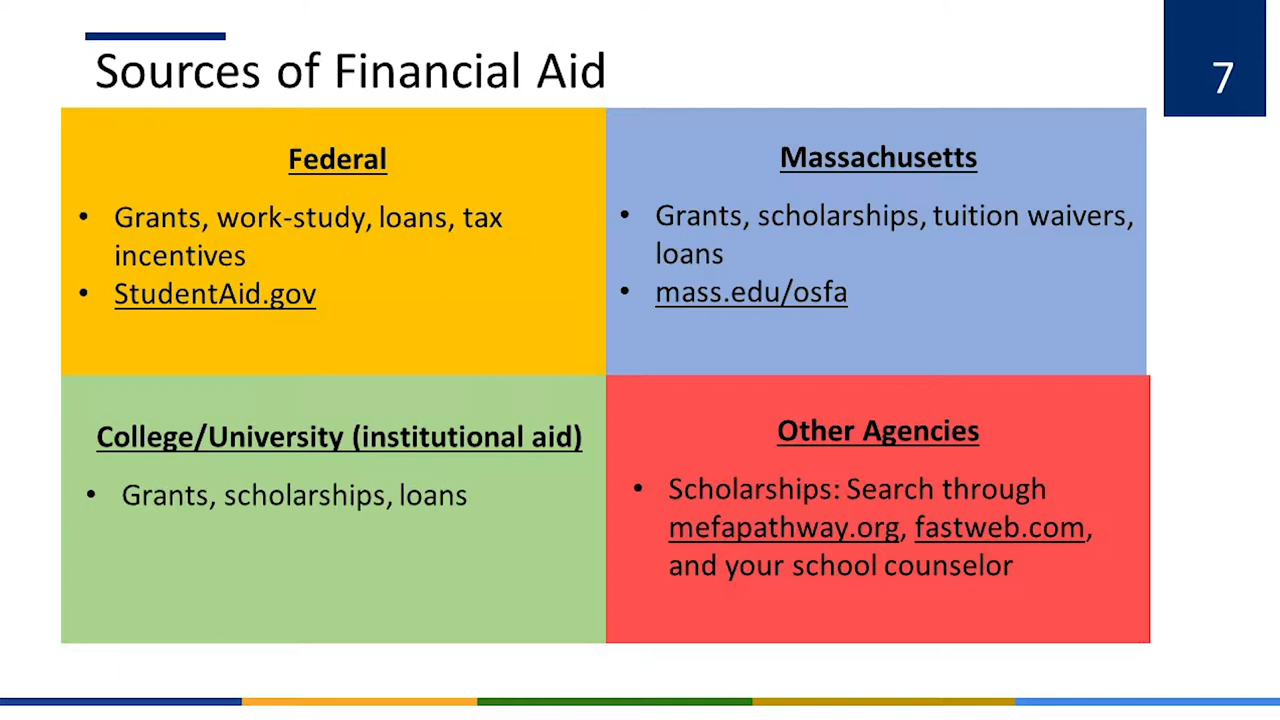 Sources of Financial Aid
7
Federal
• Grants, work-study, loans, tax
incentives
• StudentAid.gov
Massachusetts
• Grants, scholarships, tuition waivers,
loans
• mass.edu/osfa
College/University (institutional aid)
• Grants, scholarships, loans
Other Agencies
• Scholarships: Search through
mefapathway.org, fastweb.com,
and your school counselor